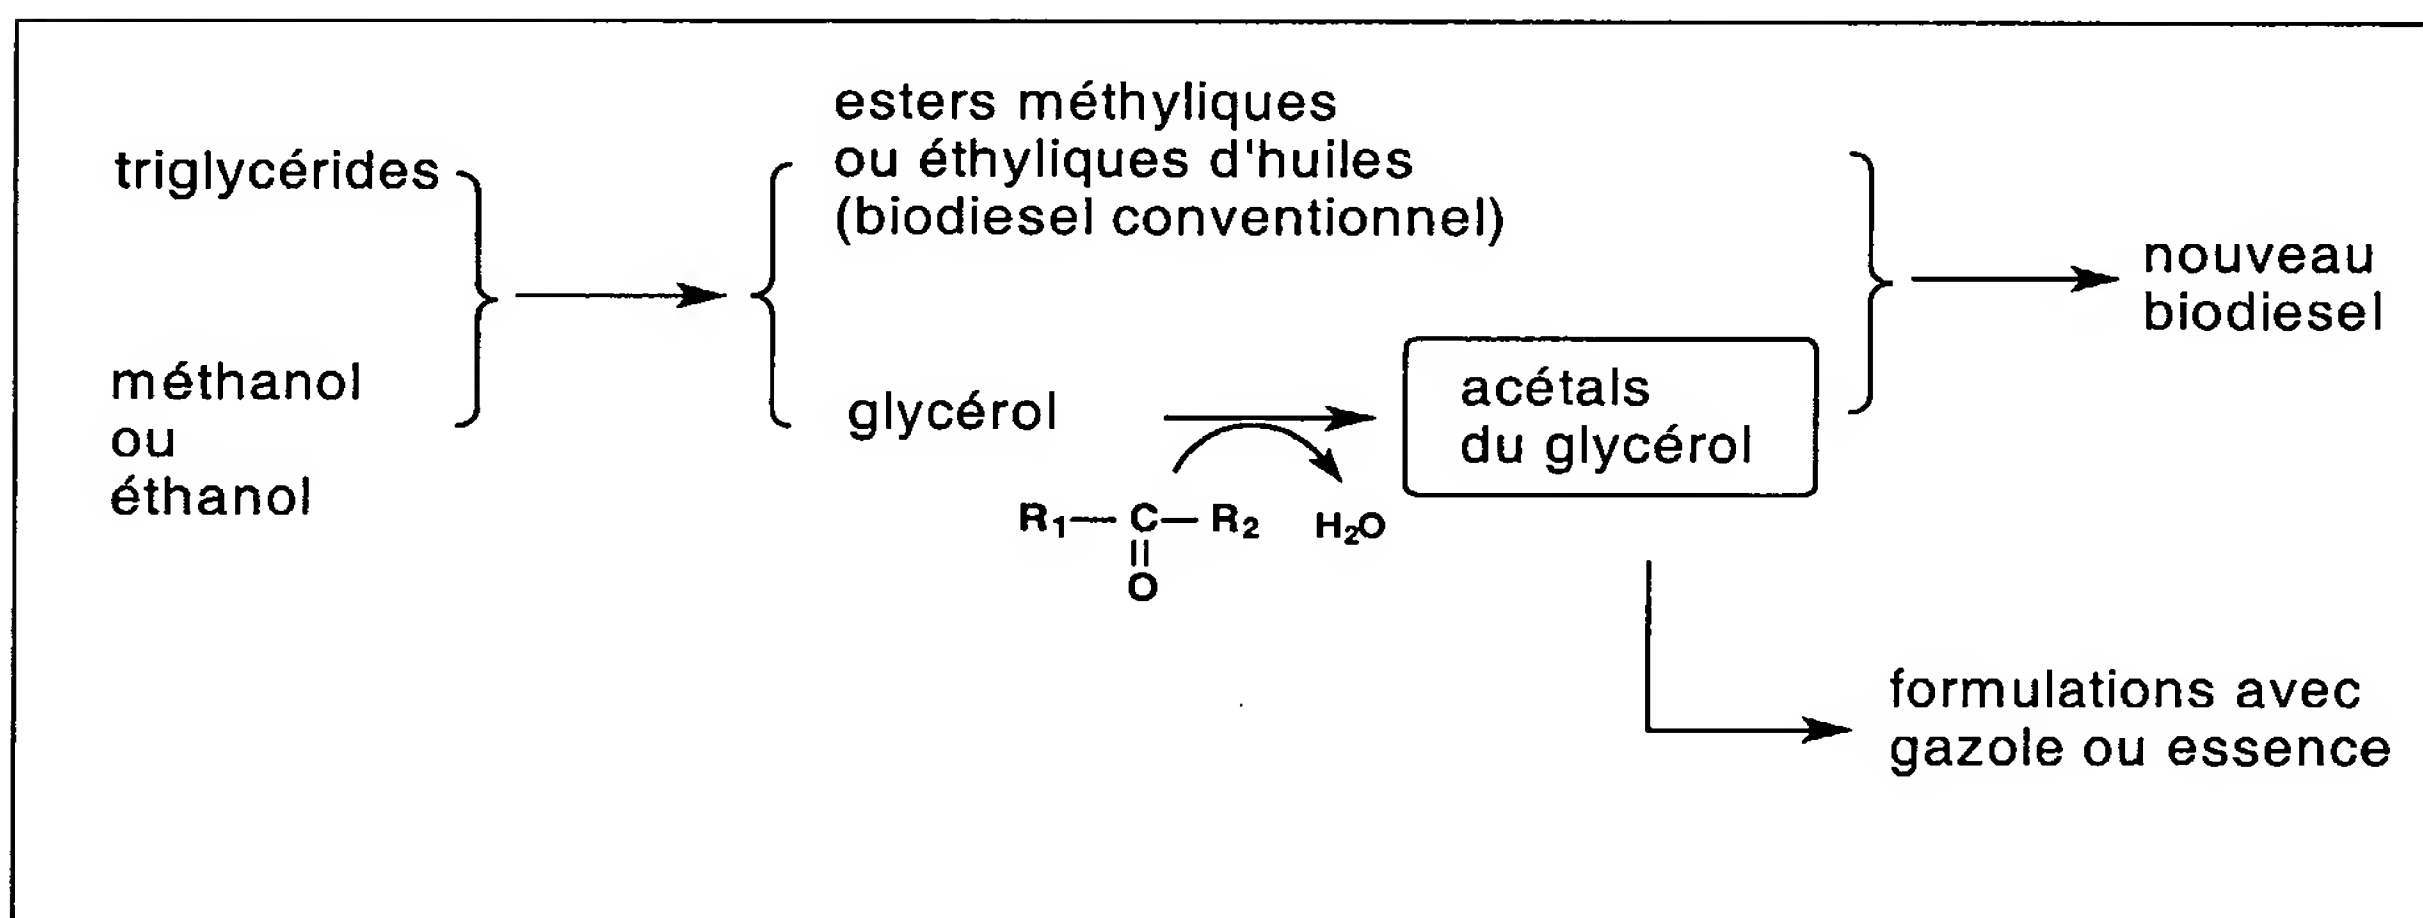 triglycérides
méthanol
ou
éthanol
esters méthyliques
ou éthyliques d'huiles
(biodiesel conventionnel)
glycérol
R₁— C— R₂
||
O
H₂O
acétals
du glycérol
nouveau
biodiesel
formulations avec
gazole ou essence